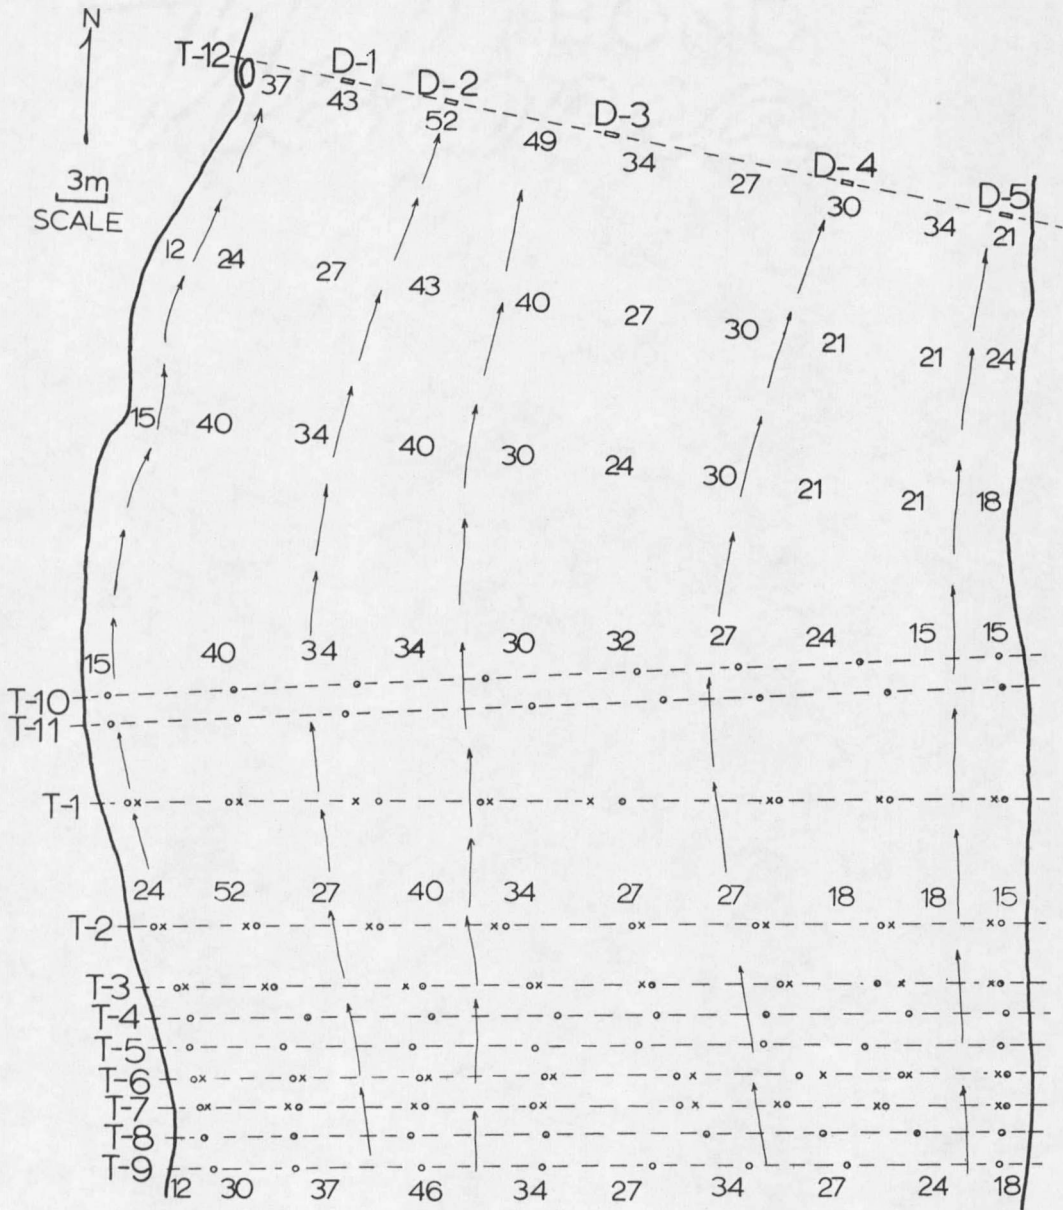 N
T-12 D-1
37 43
D-2
52 49
D-3
34 27
D-4
30
D-5
34 21
3m
SCALE
12 24 27 43 40 27 30 21 21 24
15 40 34 40 30 24 30 21 21 18
15 40 34 34 30 32 27 24 15 15
T-10
T-11
T-1
24 52 27 40 34 27 27 18 18 15
T-2
T-3
T-4
T-5
T-6
T-7
T-8
T-9
12 30 37 46 34 27 34 27 24 18